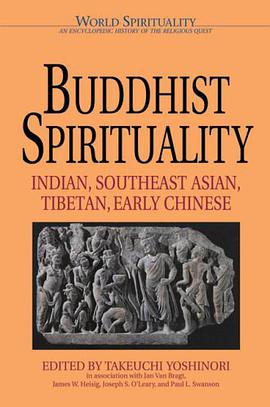 WORLD SPIRITUALITY
AN ENCYCLOPEDIC HISTORY OF THE RELIGIOUS QUEST
BUDDHIST
SPIRITUALITY
INDIAN, SOUTHEAST ASIAN,
TIBETAN, EARLY CHINESE
EDITED BY TAKEUCHI YOSHINORI
in association with Jan Van Bragt,
James W. Heisig, Joseph S. O'Leary, and Paul L. Swanson